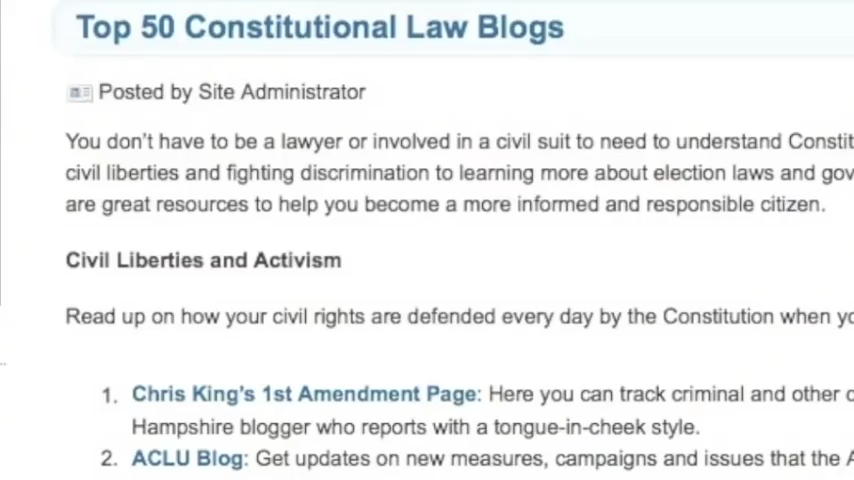 Top 50 Constitutional Law Blogs
Posted by Site Administrator
You don't have to be a lawyer or involved in a civil suit to need to understand
civil liberties and fighting discrimination to learning more about election laws and
are great resources to help you become a more informed and responsible citizen.
Civil Liberties and Activism
Read up on how your civil rights are defended every day by the Constitution when
1. Chris King's 1st Amendment Page: Here you can track criminal and other
Hampshire blogger who reports with a tongue-in-cheek style.
2. ACLU Blog: Get updates on new measures, campaigns and issues that the